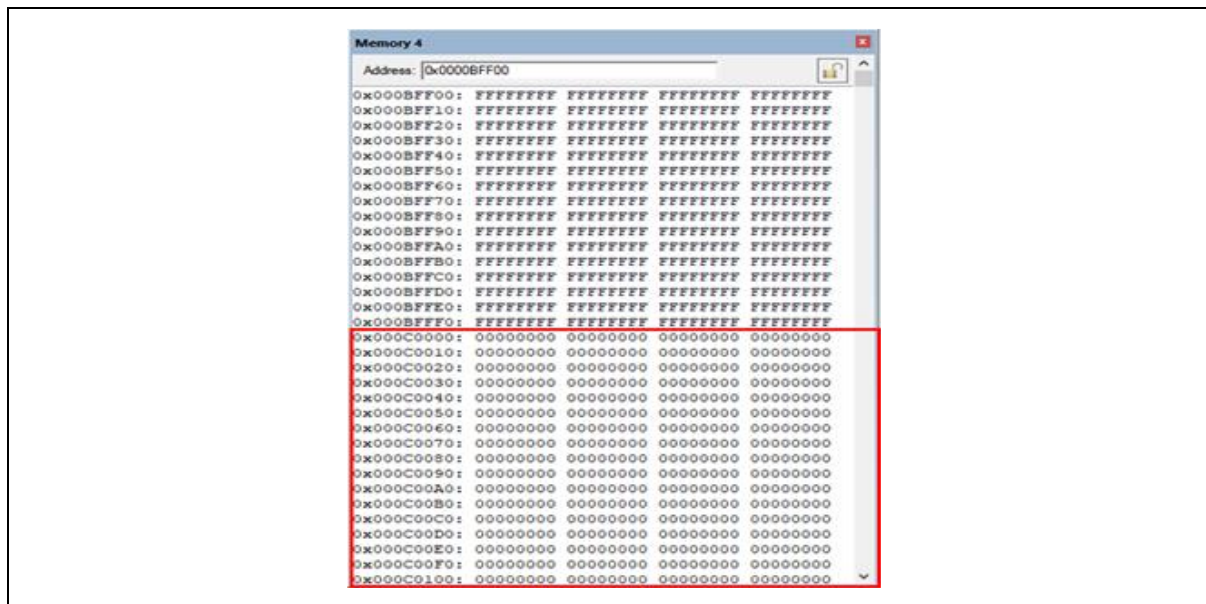 Memory 4
Address: 0x0000BFF00
0x000BFF00: FFFFFFFF FFFFFFFF FFFFFFFF FFFFFFFF
0x000BFF10: FFFFFFFF FFFFFFFF FFFFFFFF FFFFFFFF
0x000BFF20: FFFFFFFF FFFFFFFF FFFFFFFF FFFFFFFF
0x000BFF30: FFFFFFFF FFFFFFFF FFFFFFFF FFFFFFFF
0x000BFF40: FFFFFFFF FFFFFFFF FFFFFFFF FFFFFFFF
0x000BFF50: FFFFFFFF FFFFFFFF FFFFFFFF FFFFFFFF
0x000BFF60: FFFFFFFF FFFFFFFF FFFFFFFF FFFFFFFF
0x000BFF70: FFFFFFFF FFFFFFFF FFFFFFFF FFFFFFFF
0x000BFF80: FFFFFFFF FFFFFFFF FFFFFFFF FFFFFFFF
0x000BFF90: FFFFFFFF FFFFFFFF FFFFFFFF FFFFFFFF
0x000BFFA0: FFFFFFFF FFFFFFFF FFFFFFFF FFFFFFFF
0x000BFFB0: FFFFFFFF FFFFFFFF FFFFFFFF FFFFFFFF
0x000BFFC0: FFFFFFFF FFFFFFFF FFFFFFFF FFFFFFFF
0x000BFFD0: FFFFFFFF FFFFFFFF FFFFFFFF FFFFFFFF
0x000BFFE0: FFFFFFFF FFFFFFFF FFFFFFFF FFFFFFFF
0x000BFFF0: FFFFFFFF FFFFFFFF FFFFFFFF FFFFFFFF
0x000C0000: 00000000 00000000 00000000 00000000
0x000C0010: 00000000 00000000 00000000 00000000
0x000C0020: 00000000 00000000 00000000 00000000
0x000C0030: 00000000 00000000 00000000 00000000
0x000C0040: 00000000 00000000 00000000 00000000
0x000C0050: 00000000 00000000 00000000 00000000
0x000C0060: 00000000 00000000 00000000 00000000
0x000C0070: 00000000 00000000 00000000 00000000
0x000C0080: 00000000 00000000 00000000 00000000
0x000C0090: 00000000 00000000 00000000 00000000
0x000C00A0: 00000000 00000000 00000000 00000000
0x000C00B0: 00000000 00000000 00000000 00000000
0x000C00C0: 00000000 00000000 00000000 00000000
0x000C00D0: 00000000 00000000 00000000 00000000
0x000C00E0: 00000000 00000000 00000000 00000000
0x000C00F0: 00000000 00000000 00000000 00000000
0x000C0100: 00000000 00000000 00000000 00000000